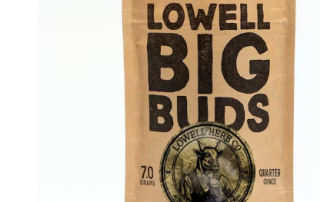 LOWELL
BIG
BUDS
LOWELL HERB CO
7.0
GRAMS
QUARTER
OUNCE